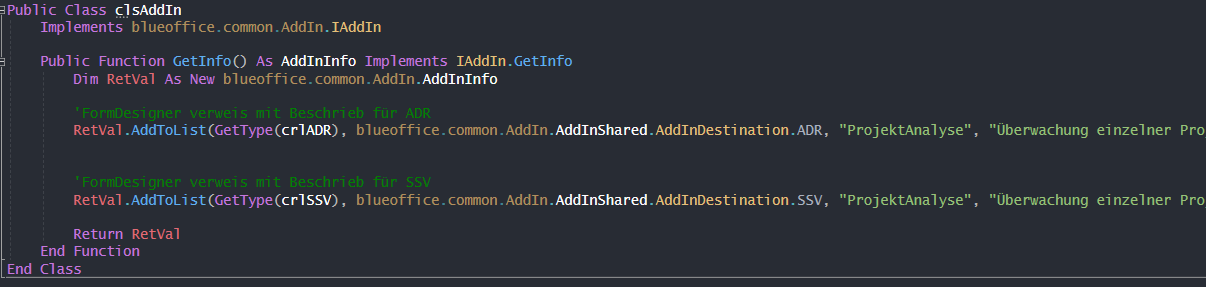 Public Class clsAddIn
Implements blueoffice.common.AddIn.IAddIn
Public Function GetInfo() As AddInInfo Implements IAddIn.GetInfo
Dim RetVal As New blueoffice.common.AddIn.AddInInfo
'FormDesigner verweis mit Beschrieb für ADR
RetVal.AddToList(GetType(crlADR), blueoffice.common.AddIn.AddInShared.AddInDestination.ADR, "ProjektAnalyse", "Überwachung einzelner Pro
'FormDesigner verweis mit Beschrieb für SSV
RetVal.AddToList(GetType(crlSSV), blueoffice.common.AddIn.AddInShared.AddInDestination.SSV, "ProjektAnalyse", "Überwachung einzelner Pro
Return RetVal
End Function
End Class